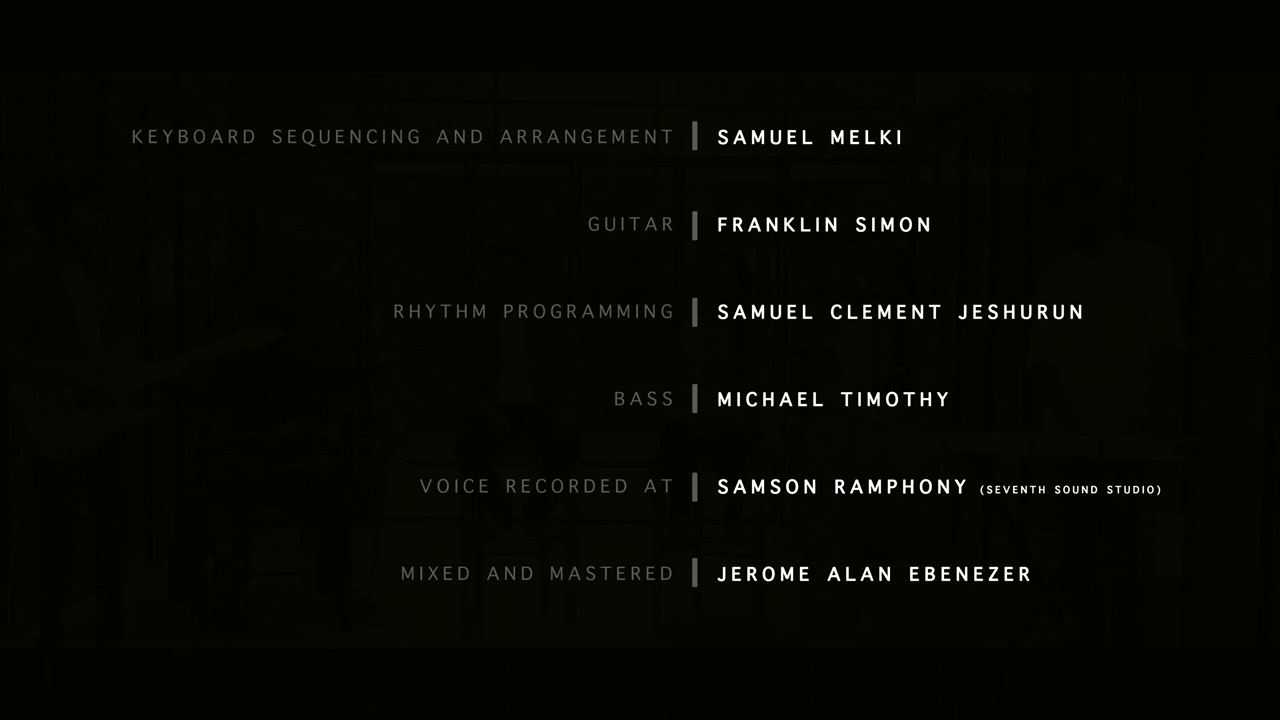 KEYBOARD SEQUENCING AND ARRANGEMENT | SAMUEL MELKI
GUITAR | FRANKLIN SIMON
RHYTHM PROGRAMMING | SAMUEL CLEMENT JESHURUN
BASS | MICHAEL TIMOTHY
VOICE RECORDED AT | SAMSON RAMPHONY (SEVENTH SOUND STUDIO)
MIXED AND MASTERED | JEROME ALAN EBENEZER